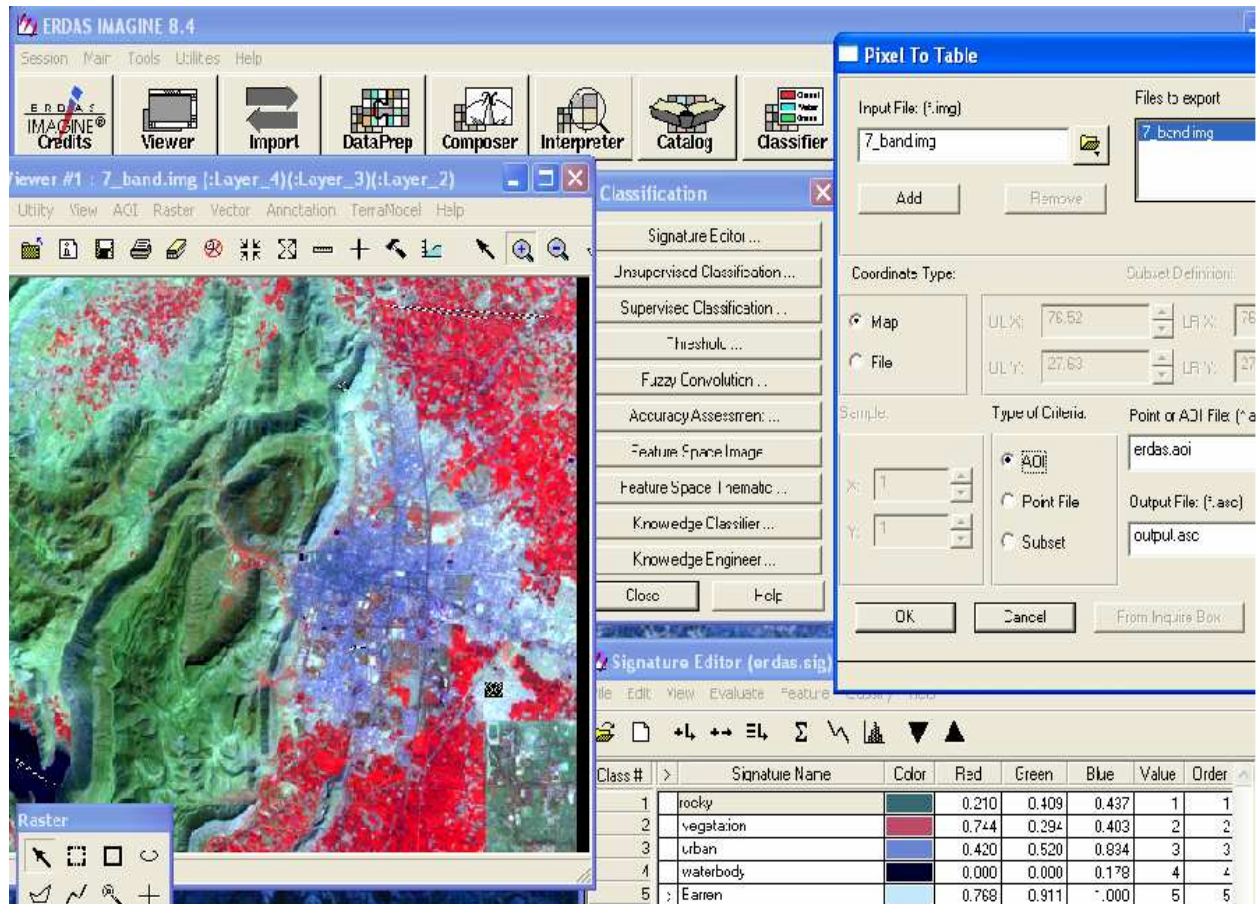 ERDAS IMAGINE 8.4
Session Main Tools Utilities Help
ERDAS
IMAGINE®
Credits
Viewer
Import
DataPrep
Composer
Interpreter
Catalog
Classifier
Viewer #1 : 7_band.img (:Layer_4)(:Layer_3)(:Layer_2)
Utility View AOI Raster Vector Annotation TerraModel Help
Raster
Classification
Signature Editor ...
Unsupervised Classification ...
Supervised Classification ...
Threshold ...
Fuzzy Convolution ...
Accuracy Assessment ...
Feature Space Image ...
Feature Space Thematic ...
Knowledge Classifier ...
Knowledge Engineer ...
Close
Help
Pixel To Table
Input File: (*.img)
Files to export
7_band.img
7_band.img
Add
Remove
Coordinate Type:
Subset Definition:
Map
File
UL X: 76.52
LR X: 76
UL Y: 27.63
LR Y: 27
Sample:
Type of Criteria:
Point or AOI File: (*.a
X: 1
Y: 1
AOI
Point File
Subset
erdas.aoi
Output File: (*.asc)
output.asc
OK
Cancel
From Inquire Box
Signature Editor (erdas.sig)
File Edit View Evaluate Feature Classify Help
Class # > Signature Name Color Red Green Blue Value Order
1 rocky 0.210 0.409 0.437 1 1
2 vegetation 0.744 0.294 0.403 2 2
3 urban 0.420 0.520 0.834 3 3
4 waterbody 0.000 0.000 0.178 4 4
5 > Barren 0.768 0.911 1.000 5 5